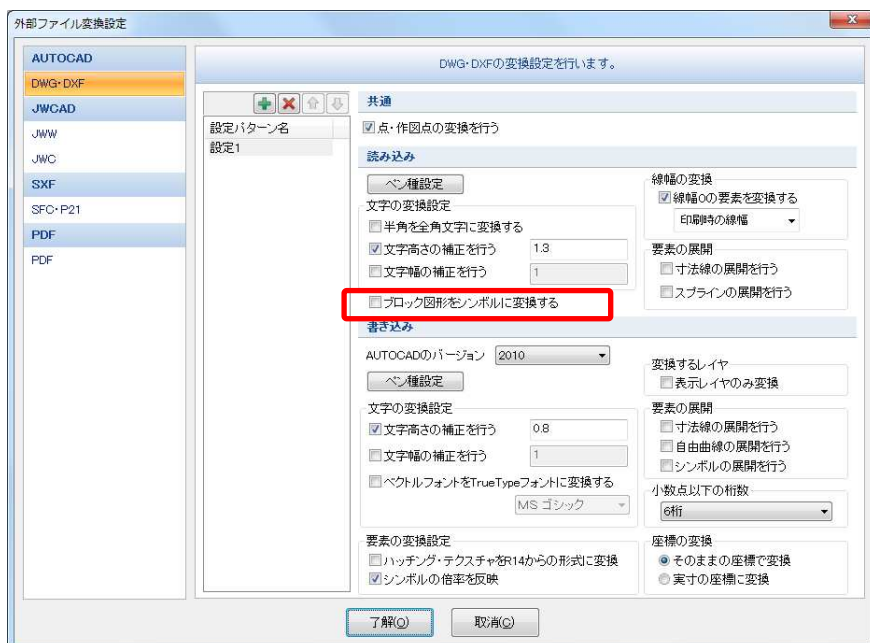 外部ファイル変換設定
AUTOCAD
DWG・DXF
JWCAD
JWW
JWC
SXF
SFC・P21
PDF
PDF
DWG・DXFの変換設定を行います。
設定パターン名
設定1
共通
点・作図点の変換を行う
読み込み
ペン種設定
文字の変換設定
半角を全角文字に変換する
文字高さの補正を行う 1.3
文字幅の補正を行う 1
ブロック図形をシンボルに変換する
線幅の変換
線幅0の要素を変換する
印刷時の線幅
要素の展開
寸法線の展開を行う
スプラインの展開を行う
書き込み
AUTOCADのバージョン 2010
ペン種設定
文字の変換設定
文字高さの補正を行う 0.8
文字幅の補正を行う 1
ベクトルフォントをTrueTypeフォントに変換する
MS ゴシック
要素の変換設定
ハッチング・テクスチャをR14からの形式に変換
シンボルの倍率を反映
変換するレイヤ
表示レイヤのみ変換
要素の展開
寸法線の展開を行う
自由曲線の展開を行う
シンボルの展開を行う
小数点以下の桁数
6桁
座標の変換
そのままの座標で変換
実寸の座標に変換
了解(O)
取消(C)